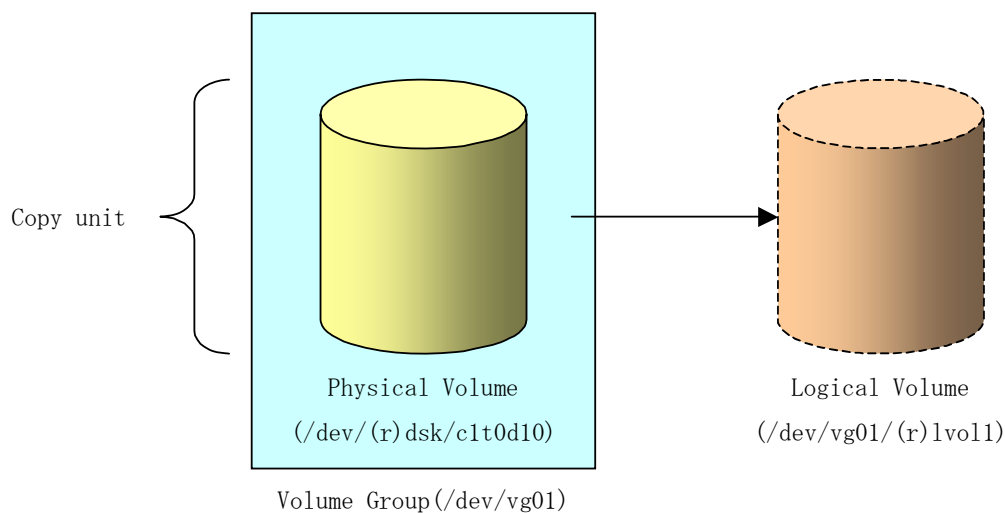 Copy unit
Physical Volume
(/dev/(r)dsk/c1t0d10)
Volume Group(/dev/vg01)
Logical Volume
(/dev/vg01/(r)lvol1)